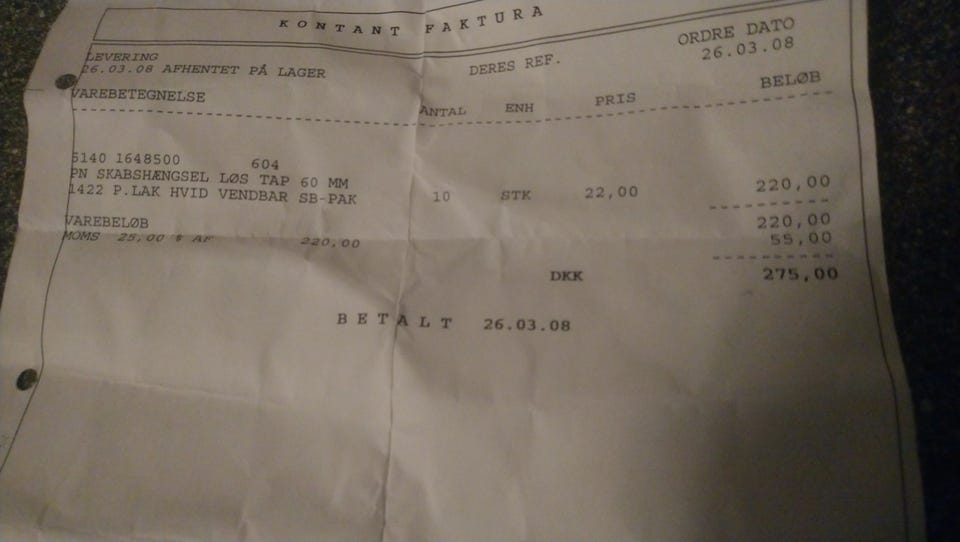 KONTANT FAKTURA
ORDRE DATO
LEVERING DERES REF. 26.03.08
26.03.08 AFHENTET PÅ LAGER
VAREBETEGNELSE ANTAL ENH PRIS BELØB
5140 1648500 604
PN SKABSHÆNGSEL LØS TAP 60 MM
1422 P.LAK HVID VENDBAR SB-PAK 10 STK 22,00 220,00
VAREBELØB 220,00
MOMS 25,00 % AF 220,00 55,00
DKK 275,00
BETALT 26.03.08